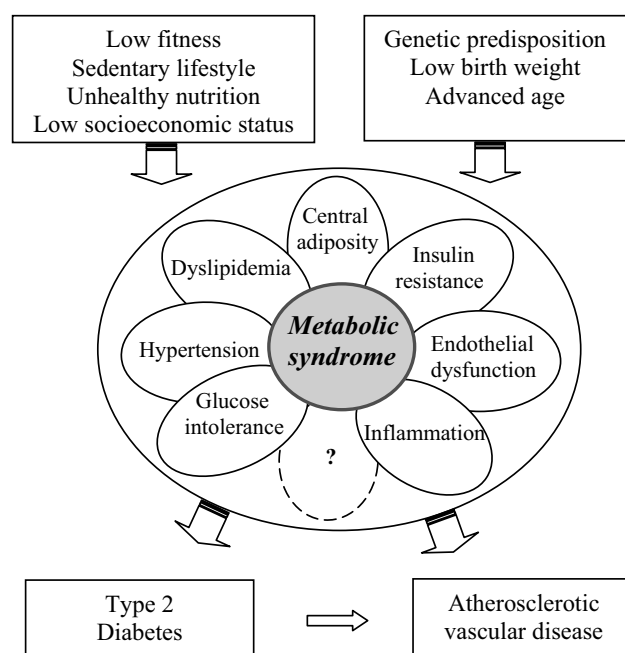 Low fitness
Sedentary lifestyle
Unhealthy nutrition
Low socioeconomic status
Genetic predisposition
Low birth weight
Advanced age
Central
adiposity
Dyslipidemia
Insulin
resistance
Metabolic
syndrome
Hypertension
Endothelial
dysfunction
Glucose
intolerance
Inflammation
?
Type 2
Diabetes
Atherosclerotic
vascular disease